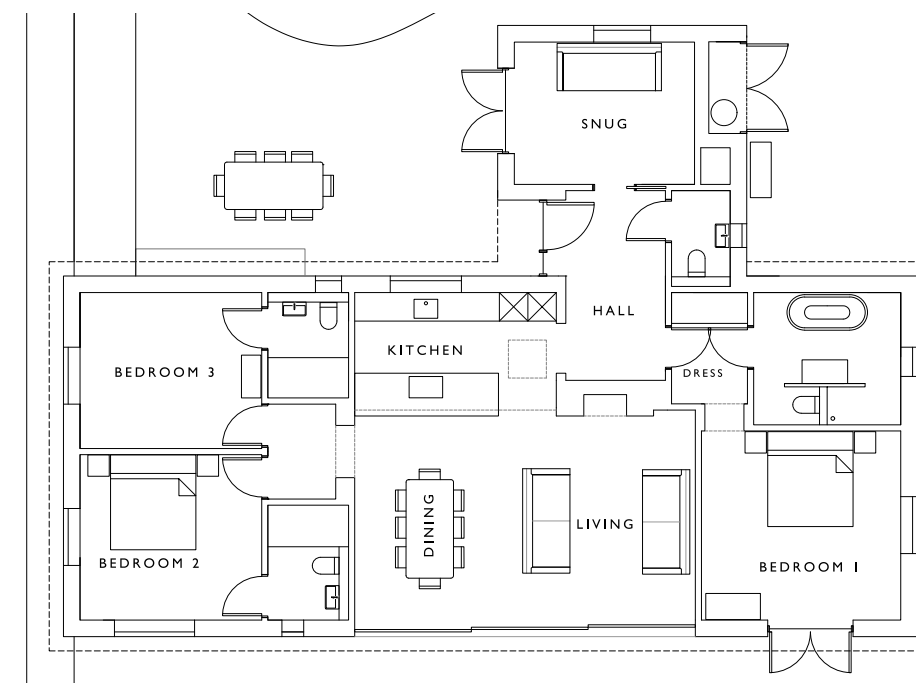 SNUG
HALL
KITCHEN
BEDROOM 3
DRESS
DINING
LIVING
BEDROOM 2
BEDROOM 1